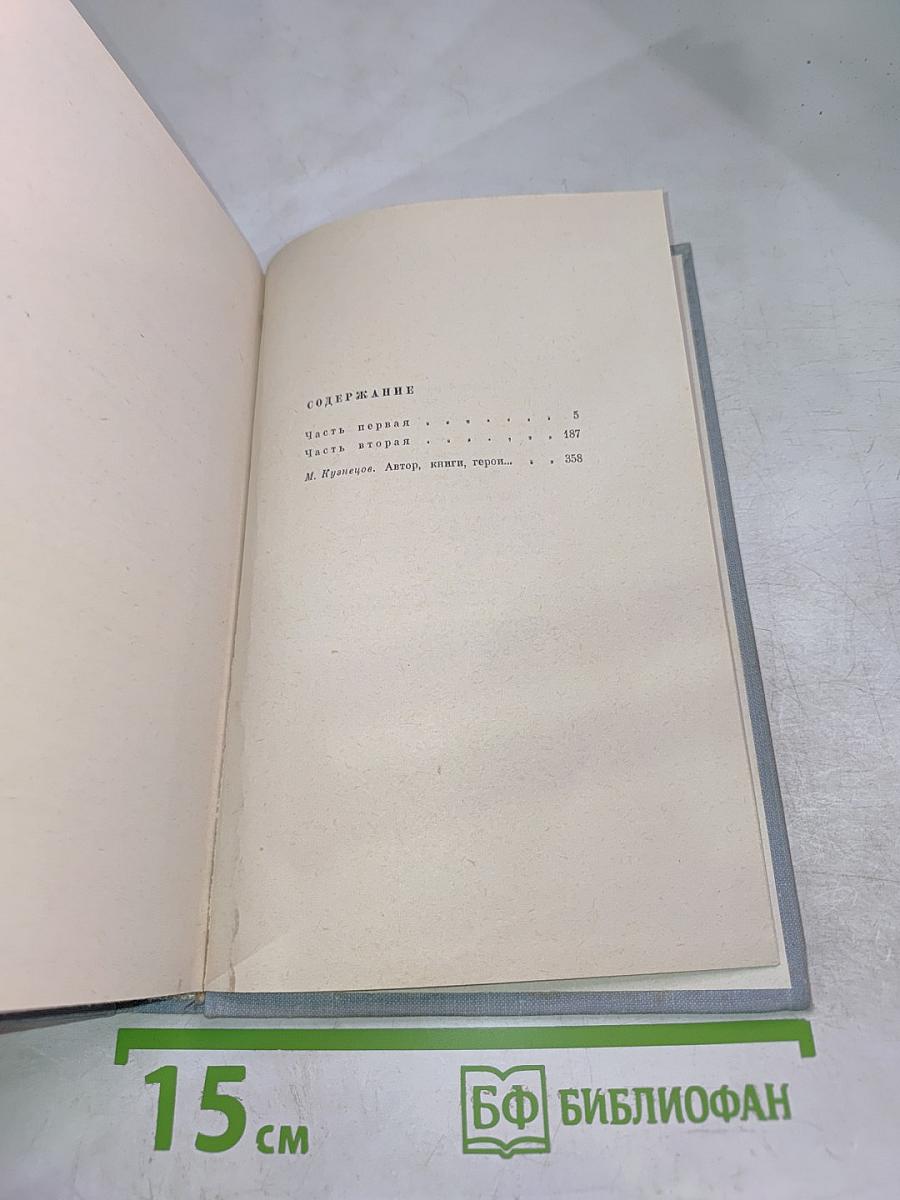 СОДЕРЖАНИЕ
Часть первая . . . . . . . . 5
Часть вторая . . . . . . . . 187
М. Кузнецов. Автор, книги, герои... . . 358
15 см
БФ БИБЛИОФАН